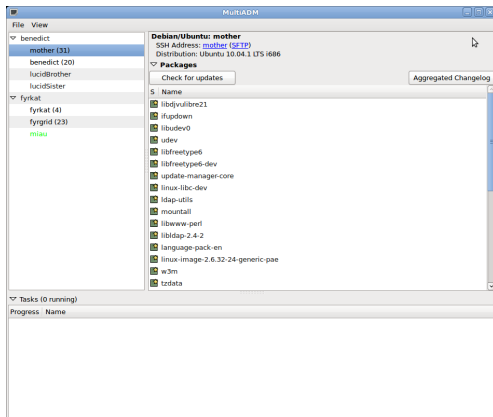 MultiADM
File View
benedict
mother (31)
benedict (20)
lucidBrother
lucidSister
fyrkat
fyrkat (4)
fyrgrid (23)
miau
Debian/Ubuntu: mother
SSH Address: mother (SFTP)
Distribution: Ubuntu 10.04.1 LTS i686
Packages
Check for updates
Aggregated Changelog
S Name
libdjvulibre21
ifupdown
libudev0
udev
libfreetype6
libfreetype6-dev
update-manager-core
linux-libc-dev
ldap-utils
mountall
libwww-perl
libldap-2.4-2
language-pack-en
linux-image-2.6.32-24-generic-pae
w3m
tzdata
Tasks (0 running)
Progress Name